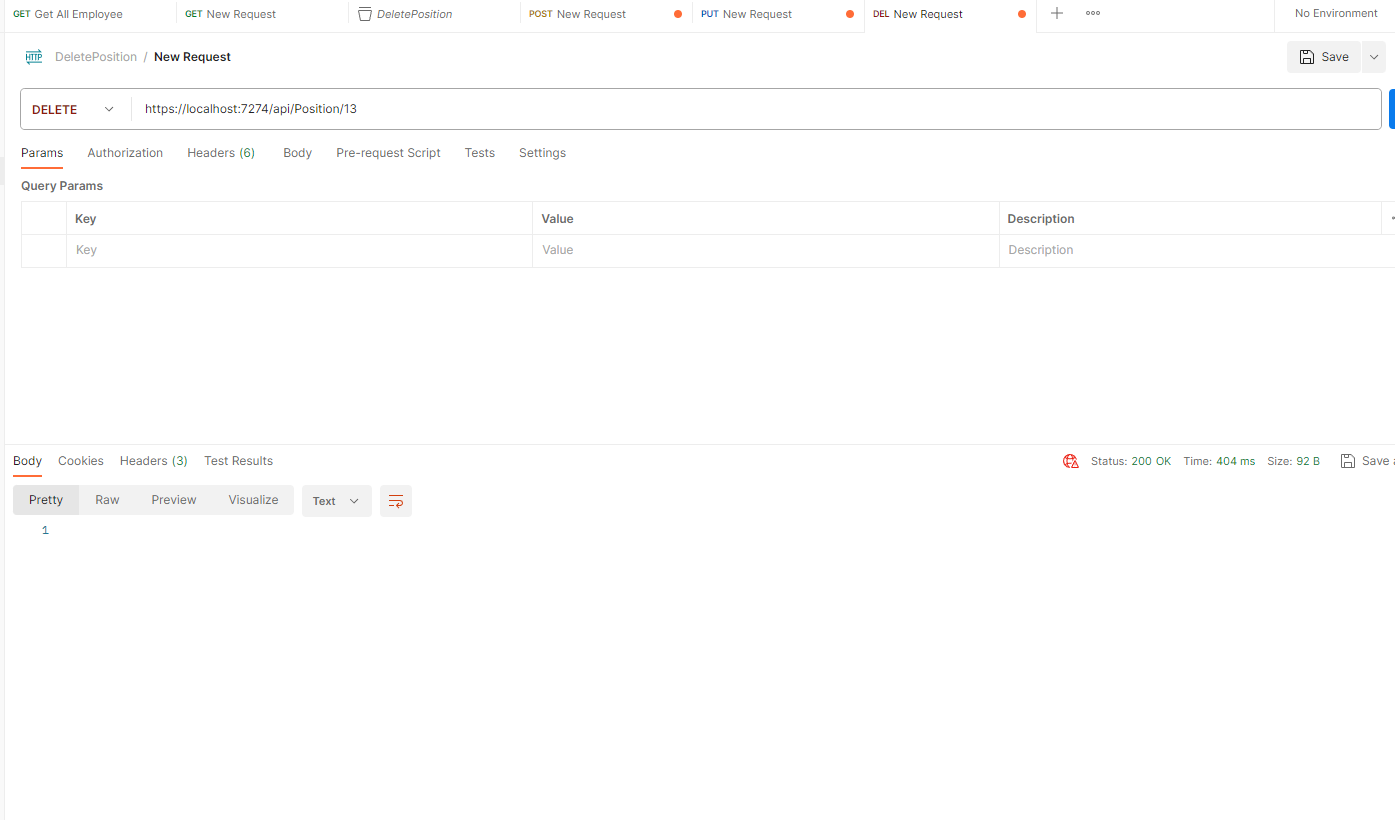 GET Get All Employee GET New Request DeletePosition POST New Request PUT New Request DEL New Request No Environment
HTTP DeletePosition / New Request Save
DELETE https://localhost:7274/api/Position/13
Params Authorization Headers (6) Body Pre-request Script Tests Settings
Query Params
Key Value Description
Key Value Description
Body Cookies Headers (3) Test Results Status: 200 OK Time: 404 ms Size: 92 B Save
Pretty Raw Preview Visualize Text
1